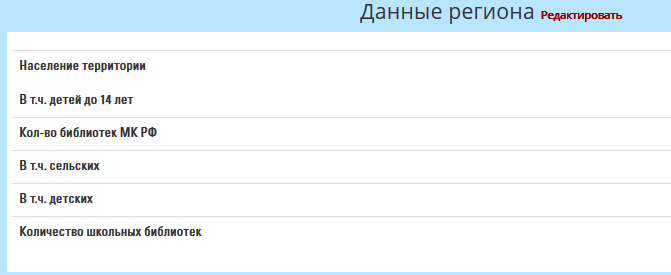 Данные региона Редактировать
Население территории
В т.ч. детей до 14 лет
Кол-во библиотек МК РФ
В т.ч. сельских
В т.ч. детских
Количество школьных библиотек